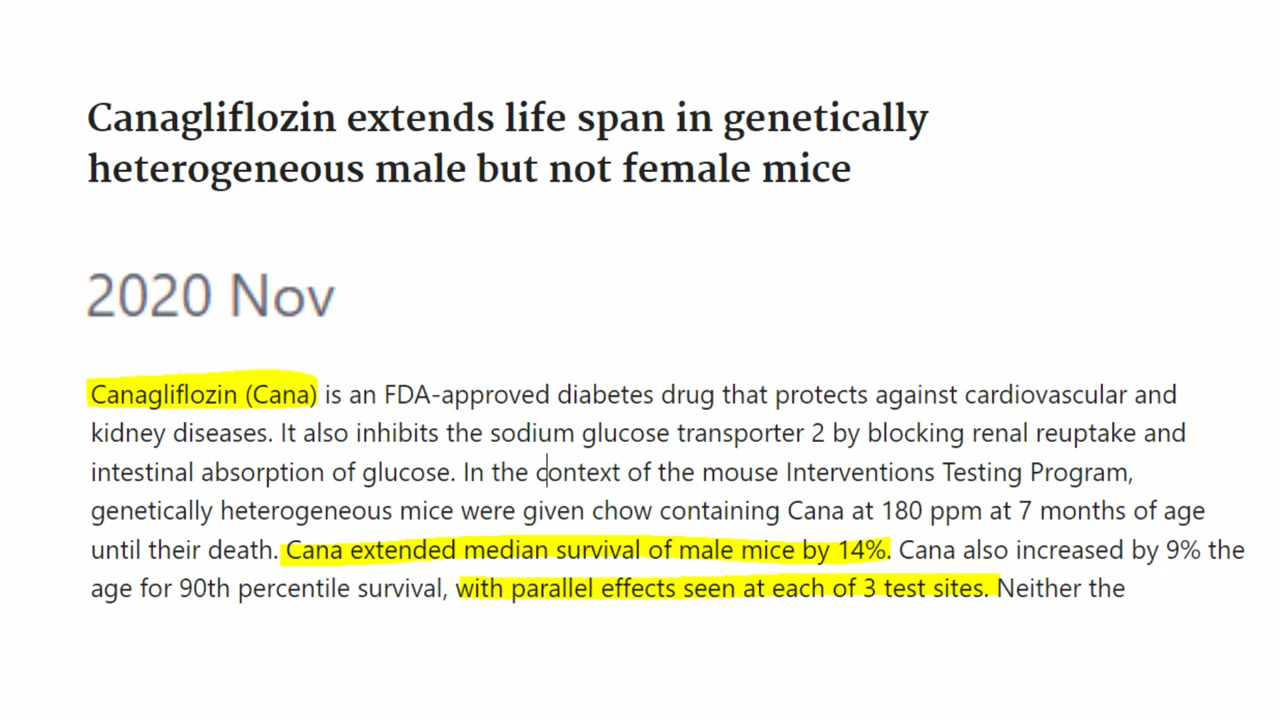 Canagliflozin extends life span in genetically
heterogeneous male but not female mice
2020 Nov
Canagliflozin (Cana) is an FDA-approved diabetes drug that protects against cardiovascular and
kidney diseases. It also inhibits the sodium glucose transporter 2 by blocking renal reuptake and
intestinal absorption of glucose. In the context of the mouse Interventions Testing Program,
genetically heterogeneous mice were given chow containing Cana at 180 ppm at 7 months of age
until their death. Cana extended median survival of male mice by 14%. Cana also increased by 9% the
age for 90th percentile survival, with parallel effects seen at each of 3 test sites. Neither the